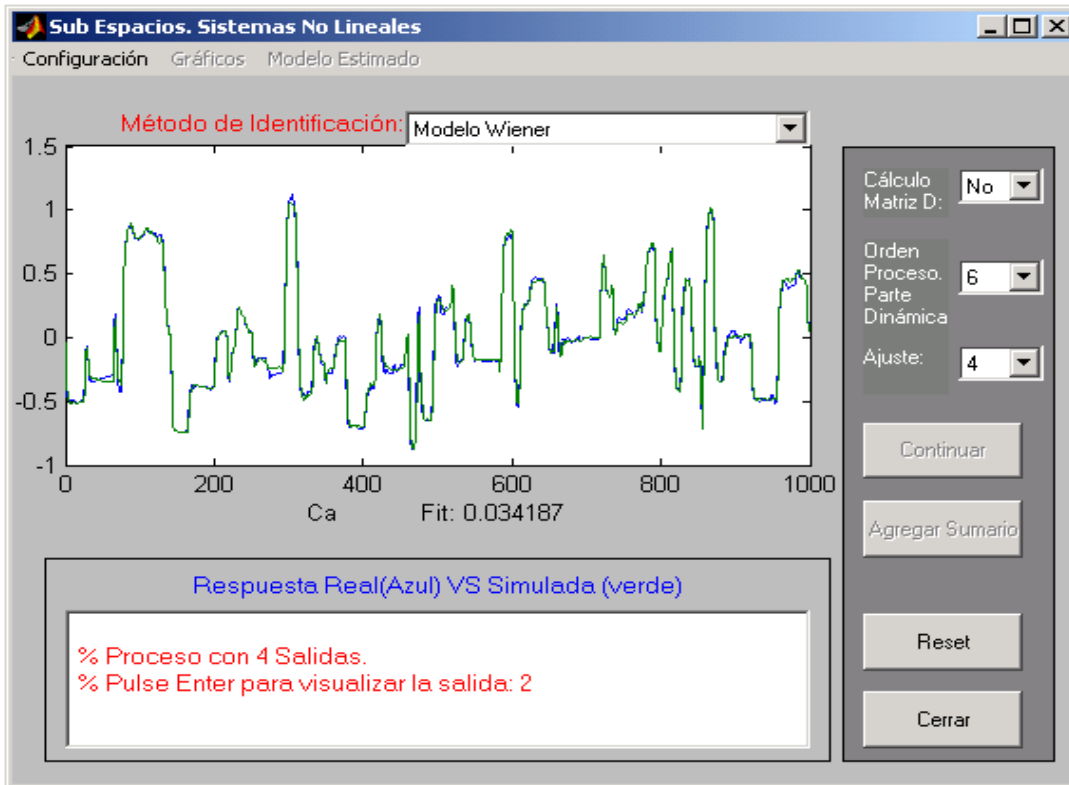 Sub Espacios. Sistemas No Lineales
Configuración Gráficos Modelo Estimado
Método de Identificación: Modelo Wiener
1.5
1
0.5
0
-0.5
-1
0 200 400 600 800 1000
Ca Fit: 0.034187
Respuesta Real(Azul) VS Simulada (verde)
% Proceso con 4 Salidas.
% Pulse Enter para visualizar la salida: 2
Cálculo
Matriz D:
No
Orden
Proceso.
Parte
Dinámica
6
Ajuste:
4
Continuar
Agregar Sumario
Reset
Cerrar